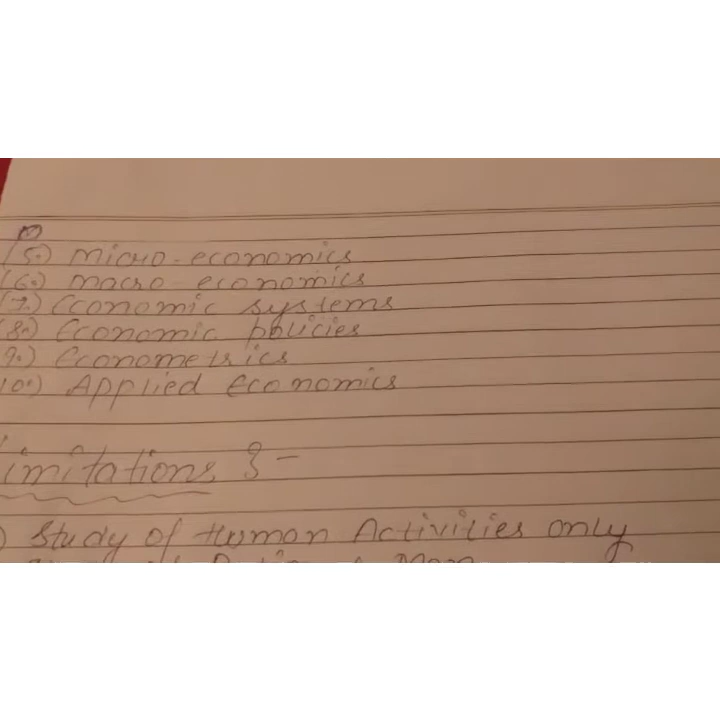 (5.) micro-economics
(6.) macro-economics
(7.) Economic systems
(8.) Economic policies
9.) Econometrics
10.) Applied Economics
imitations :-
) Study of Human Activities only
Man